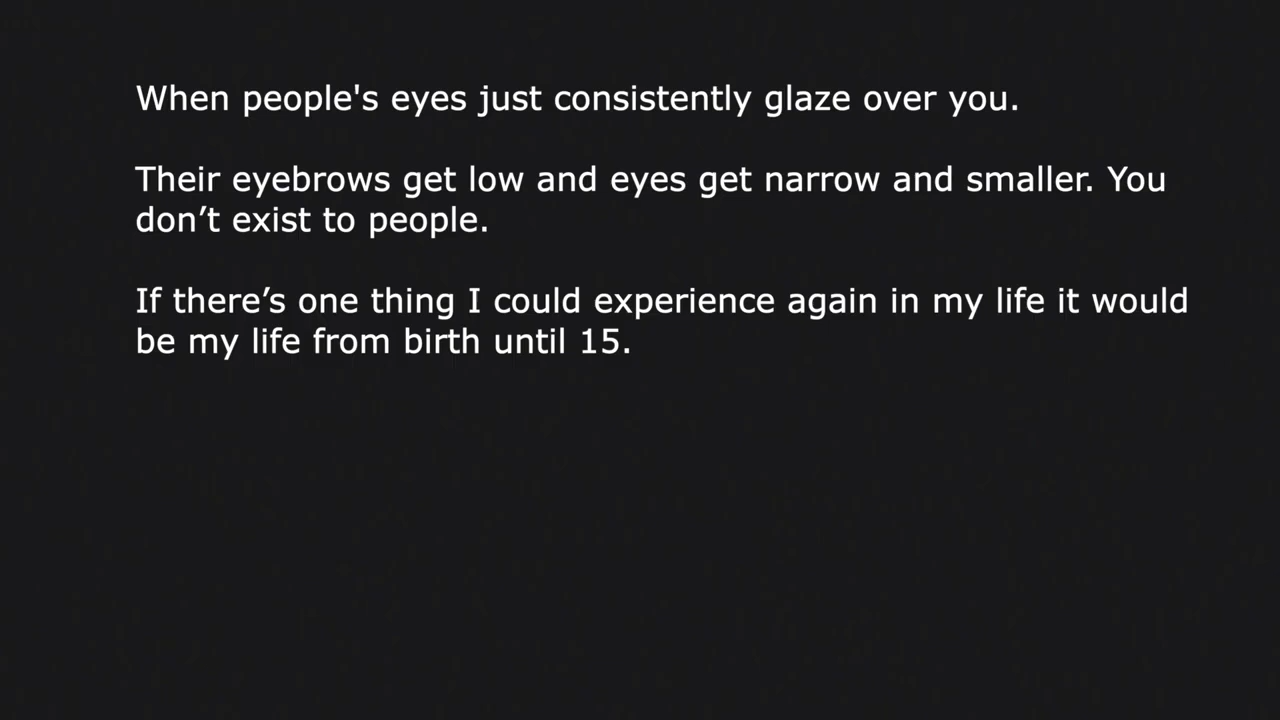 When people's eyes just consistently glaze over you.
Their eyebrows get low and eyes get narrow and smaller. You
don’t exist to people.
If there’s one thing I could experience again in my life it would
be my life from birth until 15.